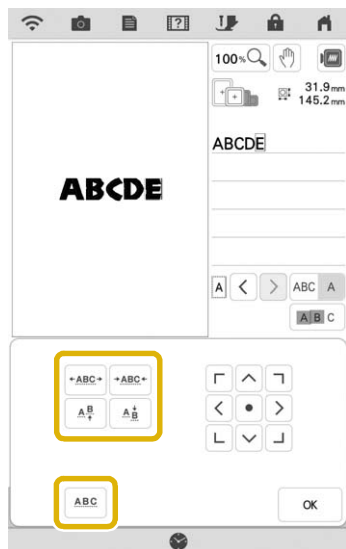 100%
31.9 mm
145.2 mm
ABCDE
ABCDE
A < > ABC A
A B C
ABC ABC
A B A B
ABC
OK